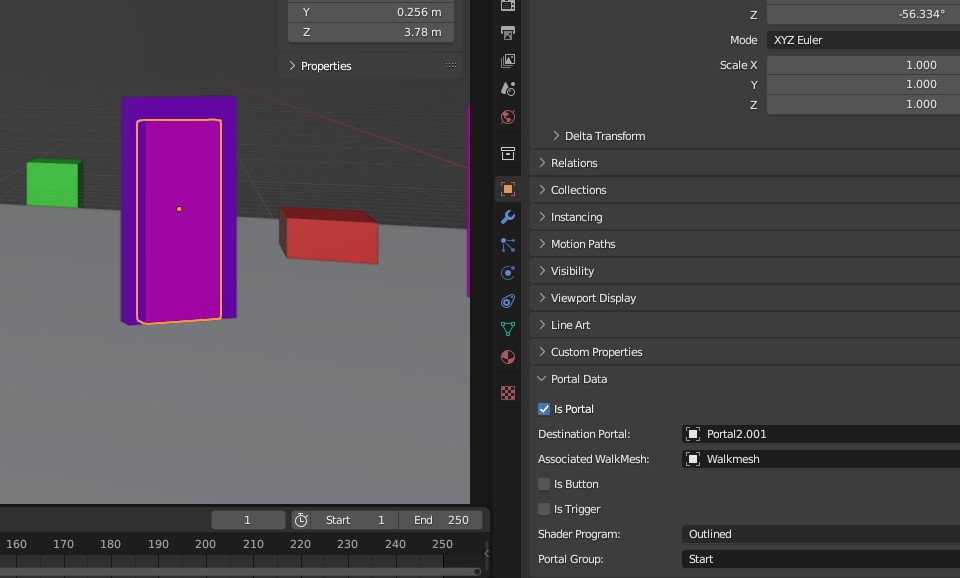 Y 0.256 m
Z 3.78 m
Properties
160 170 180 190 200 210 220 230 240 250
1 Start 1 End 250
Z -56.334°
Mode XYZ Euler
Scale X 1.000
Y 1.000
Z 1.000
Delta Transform
Relations
Collections
Instancing
Motion Paths
Visibility
Viewport Display
Line Art
Custom Properties
Portal Data
Is Portal
Destination Portal: Portal2.001
Associated WalkMesh: Walkmesh
Is Button
Is Trigger
Shader Program: Outlined
Portal Group: Start